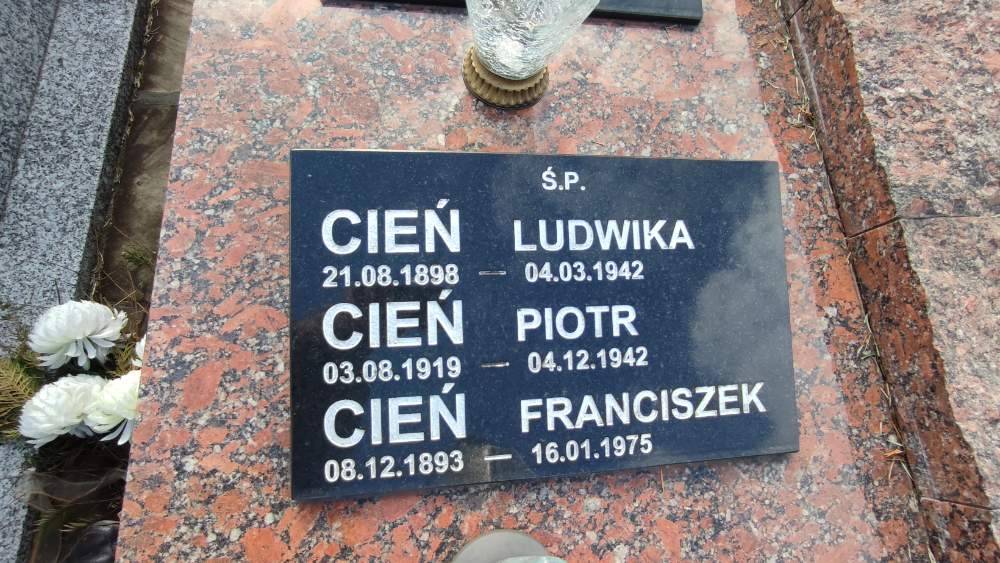 Ś.P.
CIEŃ LUDWIKA
21.08.1898 — 04.03.1942
CIEŃ PIOTR
03.08.1919 — 04.12.1942
CIEŃ FRANCISZEK
08.12.1893 — 16.01.1975